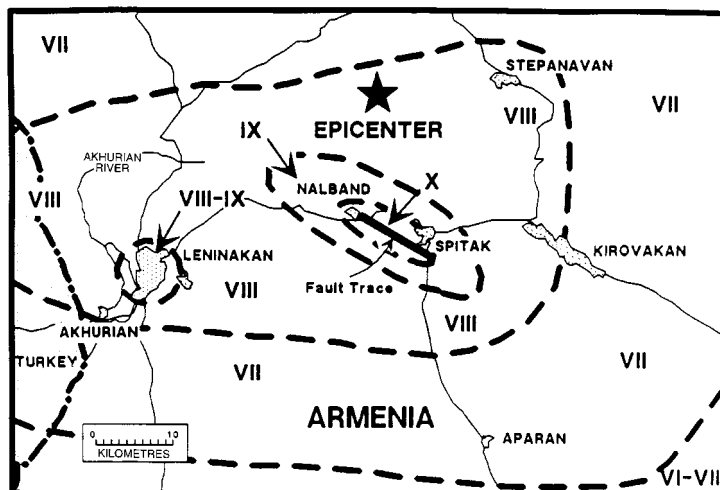 VII
STEPANAVAN
VII
VIII
EPICENTER
IX
AKHURIAN
RIVER
VIII
VIII-IX
NALBAND
X
SPITAK
LENINAKAN
KIROVAKAN
VIII
Fault Trace
VIII
AKHURIAN
TURKEY
VII
VII
ARMENIA
0 10
KILOMETRES
APARAN
VI-VII